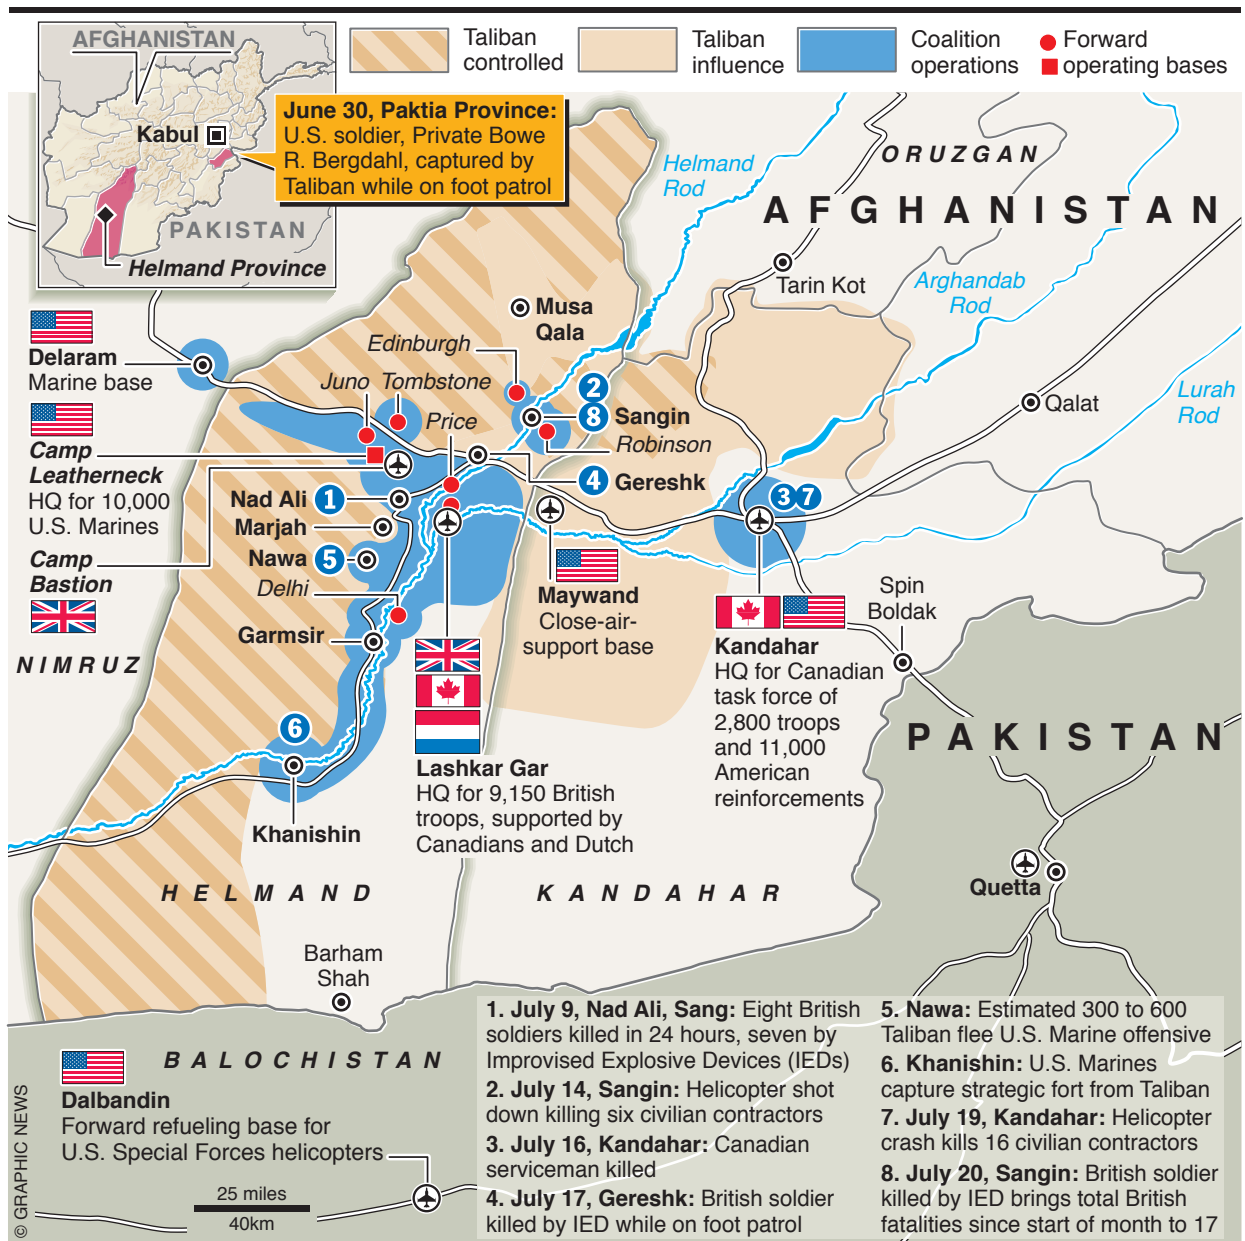 AFGHANISTAN
Kabul
PAKISTAN
Helmand Province
Taliban
controlled
Taliban
influence
Coalition
operations
Forward
operating bases
June 30, Paktia Province:
U.S. soldier, Private Bowe
R. Bergdahl, captured by
Taliban while on foot patrol
Helmand
Rod
ORUZGAN
AFGHANISTAN
Tarin Kot
Arghandab
Rod
Musa
Qala
Edinburgh
Delaram
Marine base
Juno
Tombstone
Price
2
8
Sangin
Robinson
Qalat
Lurah
Rod
Camp
Leatherneck
HQ for 10,000
U.S. Marines
4
Gereshk
Nad Ali
1
3
7
Marjah
Nawa
5
Camp
Bastion
Delhi
Maywand
Close-air-
support base
Spin
Boldak
Garmsir
NIMRUZ
Kandahar
HQ for Canadian
task force of
2,800 troops
and 11,000
American
reinforcements
6
PAKISTAN
Lashkar Gar
HQ for 9,150 British
troops, supported by
Canadians and Dutch
Khanishin
Quetta
HELMAND
KANDAHAR
Barham
Shah
BALOCHISTAN
Dalbandin
Forward refueling base for
U.S. Special Forces helicopters
25 miles
40km
1. July 9, Nad Ali, Sang: Eight British
soldiers killed in 24 hours, seven by
Improvised Explosive Devices (IEDs)
2. July 14, Sangin: Helicopter shot
down killing six civilian contractors
3. July 16, Kandahar: Canadian
serviceman killed
4. July 17, Gereshk: British soldier
killed by IED while on foot patrol
5. Nawa: Estimated 300 to 600
Taliban flee U.S. Marine offensive
6. Khanishin: U.S. Marines
capture strategic fort from Taliban
7. July 19, Kandahar: Helicopter
crash kills 16 civilian contractors
8. July 20, Sangin: British soldier
killed by IED brings total British
fatalities since start of month to 17
© GRAPHIC NEWS